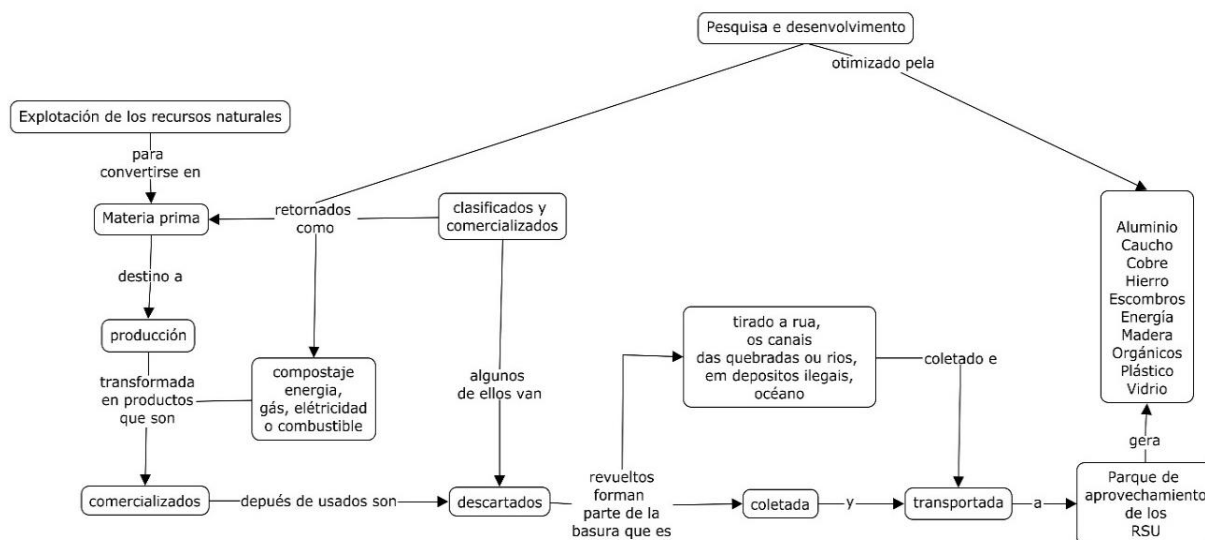 Pesquisa e desenvolvimento
otimizado pela
Explotación de los recursos naturales
para
convertirse en
Materia prima
retornados
como
clasificados y
comercializados
Aluminio
Caucho
Cobre
Hierro
Escombros
Energía
Madera
Orgánicos
Plástico
Vidrio
destino a
producción
tirado a rua,
os canais
das quebradas ou rios,
em depositos ilegais,
océano
coletado e
transformada
en productos
que son
compostaje
energia,
gás, elétricidad
o combustible
algunos
de ellos van
gera
comercializados
depués de usados son
descartados
revueltos
forman
parte de la
basura que es
coletada
y
transportada
a
Parque de
aprovechamiento
de los
RSU